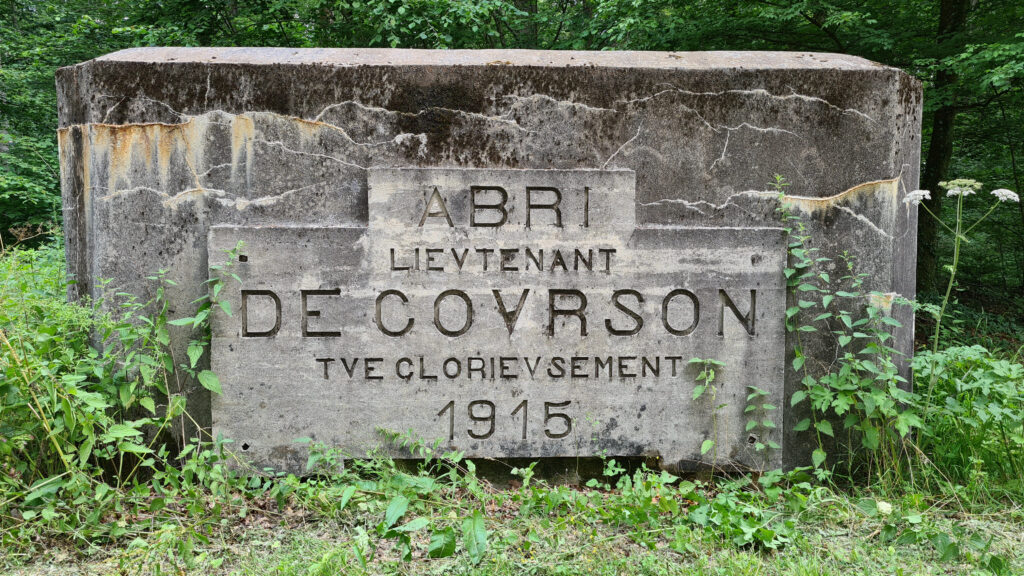 ABRI
LIEVTENANT
DE COVRSON
TVE GLORIEVSEMENT
1915